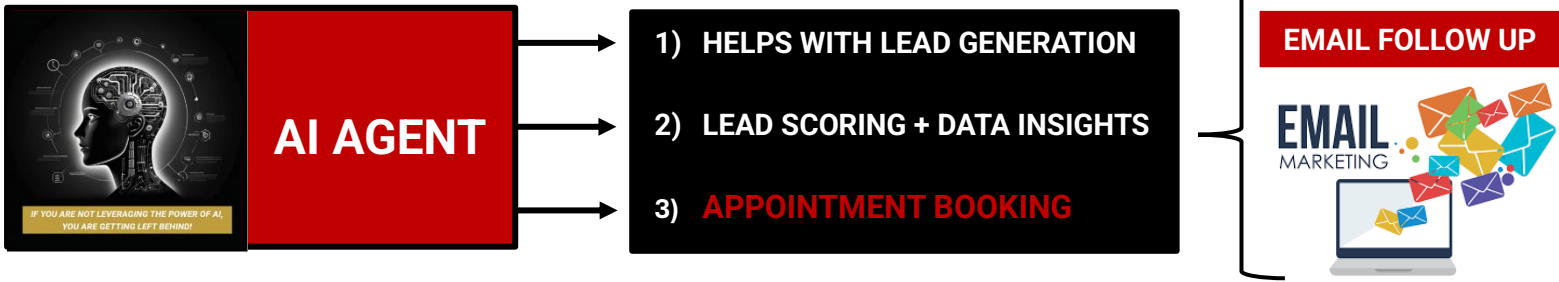 IF YOU ARE NOT LEVERAGING THE POWER OF AI,
YOU ARE GETTING LEFT BEHIND!
AI AGENT
1) HELPS WITH LEAD GENERATION
2) LEAD SCORING + DATA INSIGHTS
3) APPOINTMENT BOOKING
EMAIL FOLLOW UP
EMAIL
MARKETING